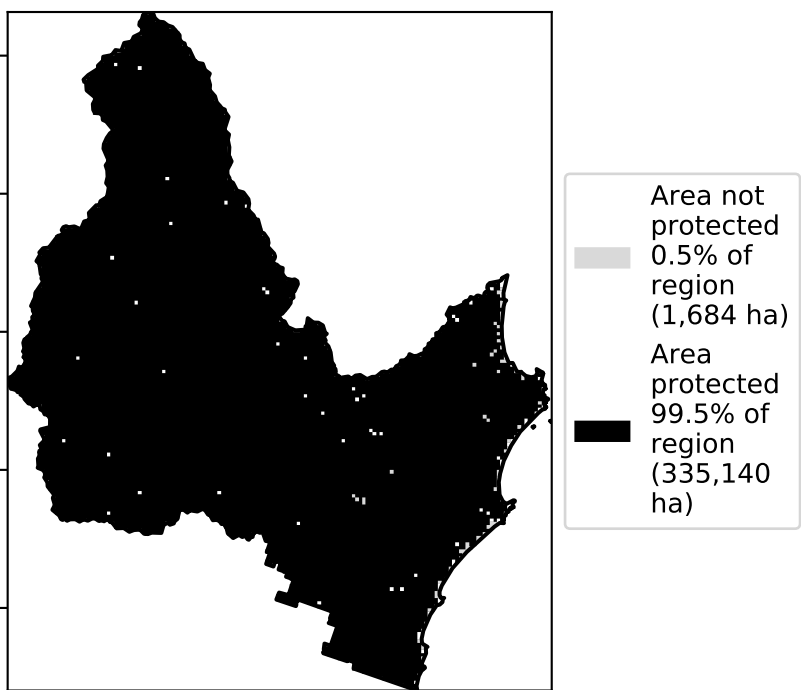 Area not
protected
0.5% of
region
(1,684 ha)
Area
protected
99.5% of
region
(335,140
ha)